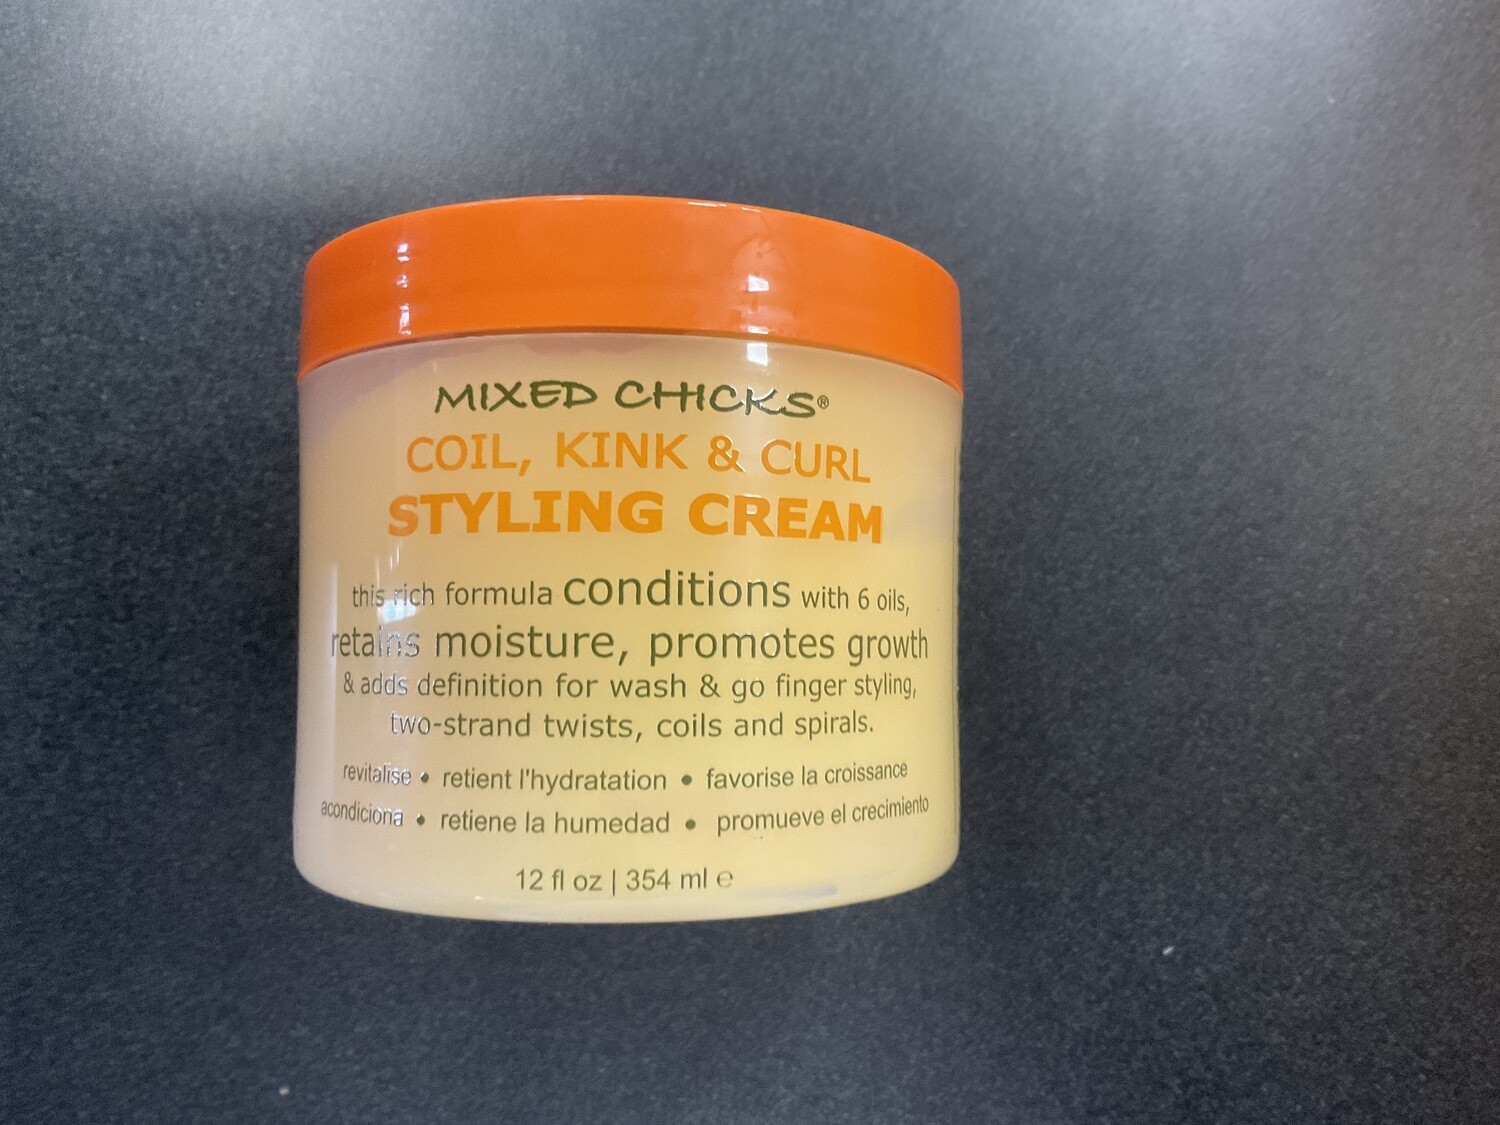 MIXED CHICKS®
COIL, KINK & CURL
STYLING CREAM
this rich formula conditions with 6 oils,
retains moisture, promotes growth
& adds definition for wash & go finger styling,
two-strand twists, coils and spirals.
revitalise • retient l'hydratation • favorise la croissance
acondiciona • retiene la humedad • promueve el crecimiento
12 fl oz | 354 ml ℮